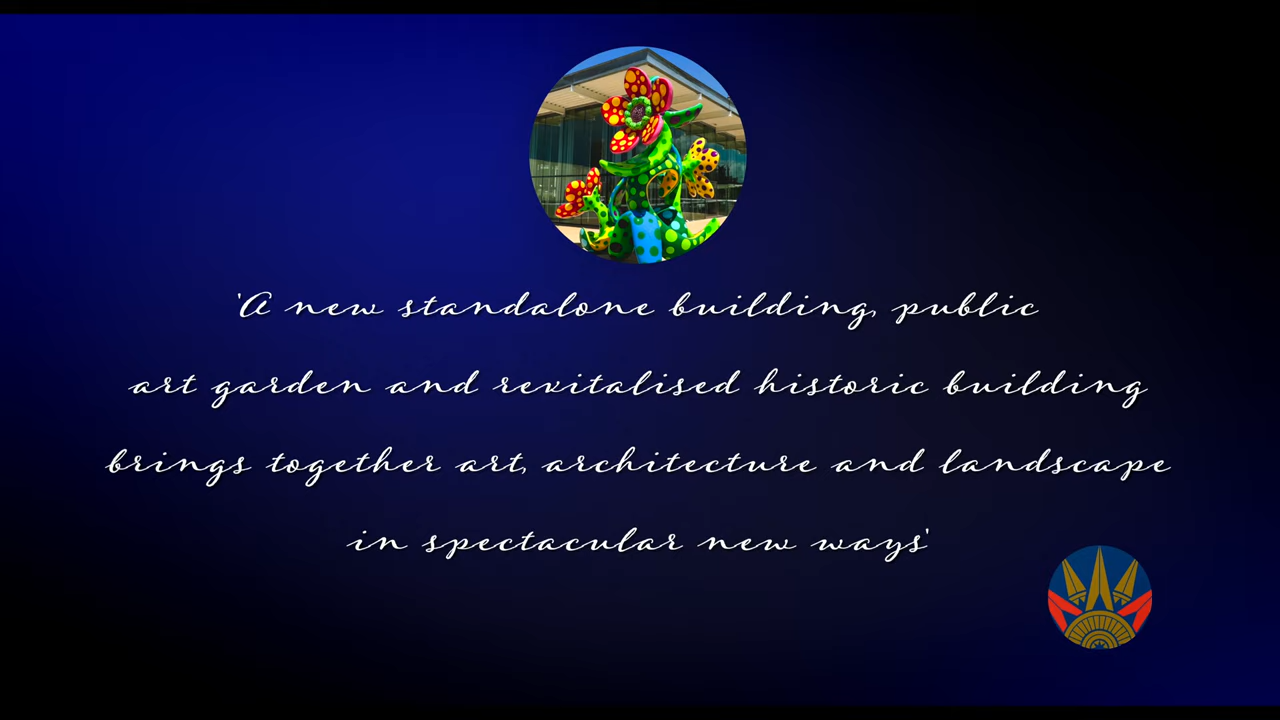 'A new standalone building, public
art garden and revitalised historic building
brings together art, architecture and landscape
in spectacular new ways'